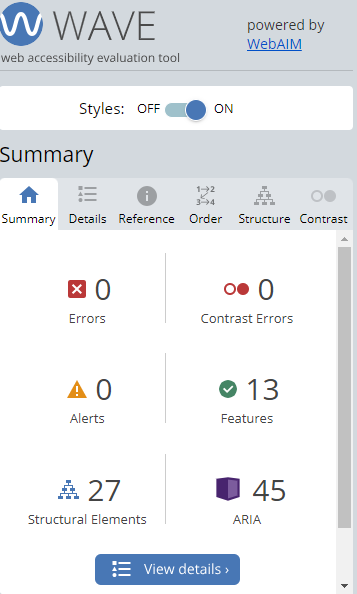 WAVE
web accessibility evaluation tool
powered by
WebAIM
Styles: OFF ON
Summary
Summary Details Reference Order Structure Contrast
0 0
Errors Contrast Errors
0 13
Alerts Features
27 45
Structural Elements ARIA
View details ›